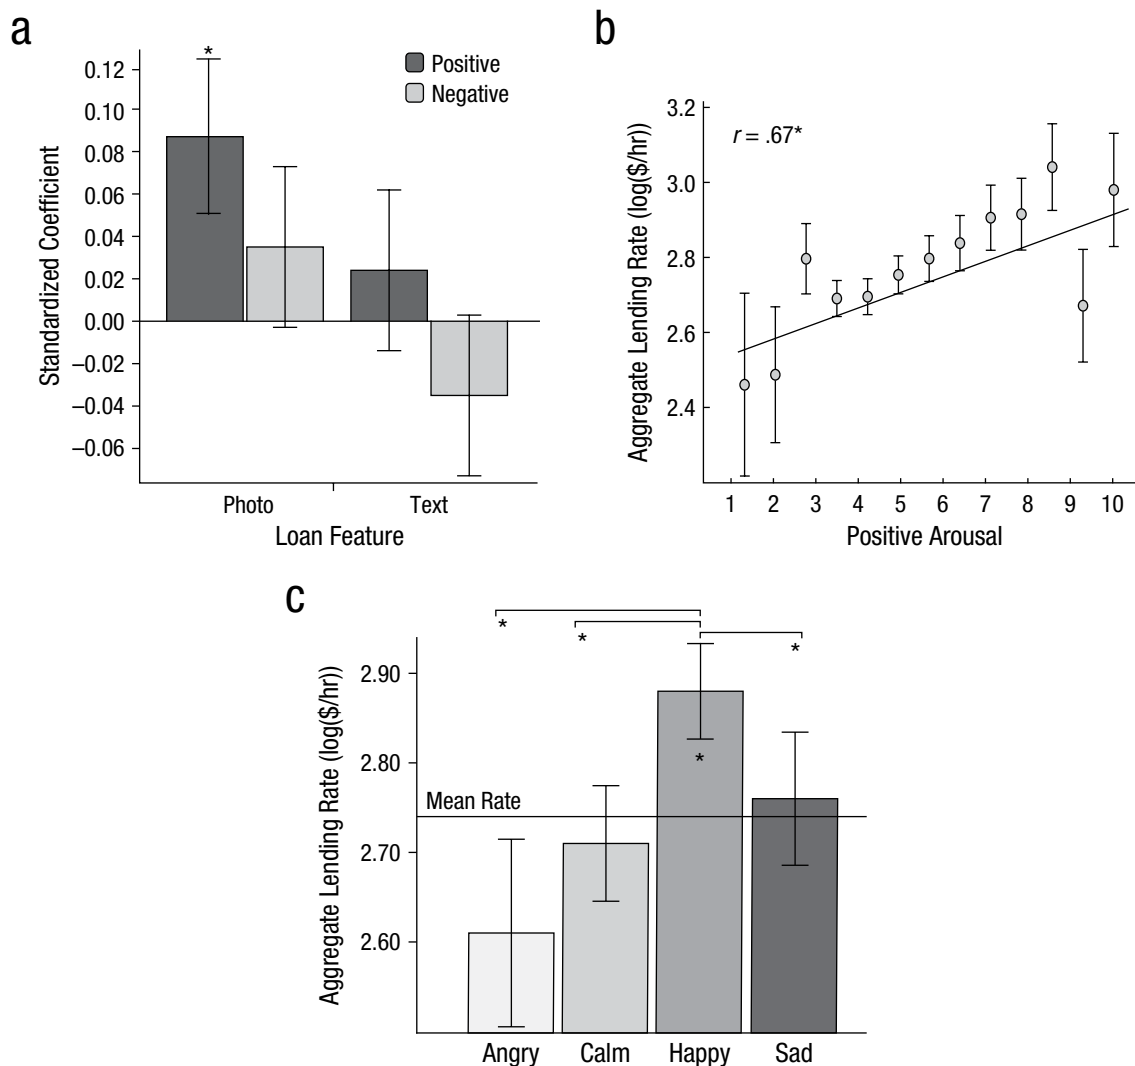 a
*
Positive
Negative
0.12
0.10
0.08
0.06
0.04
0.02
0.00
–0.02
–0.04
–0.06
Standardized Coefficient
Photo
Text
Loan Feature
b
r = .67*
3.2
3.0
2.8
2.6
2.4
Aggregate Lending Rate (log($/hr))
1 2 3 4 5 6 7 8 9 10
Positive Arousal
c
* * *
*
2.90
2.80
2.70
2.60
Aggregate Lending Rate (log($/hr))
Mean Rate
Angry Calm Happy Sad